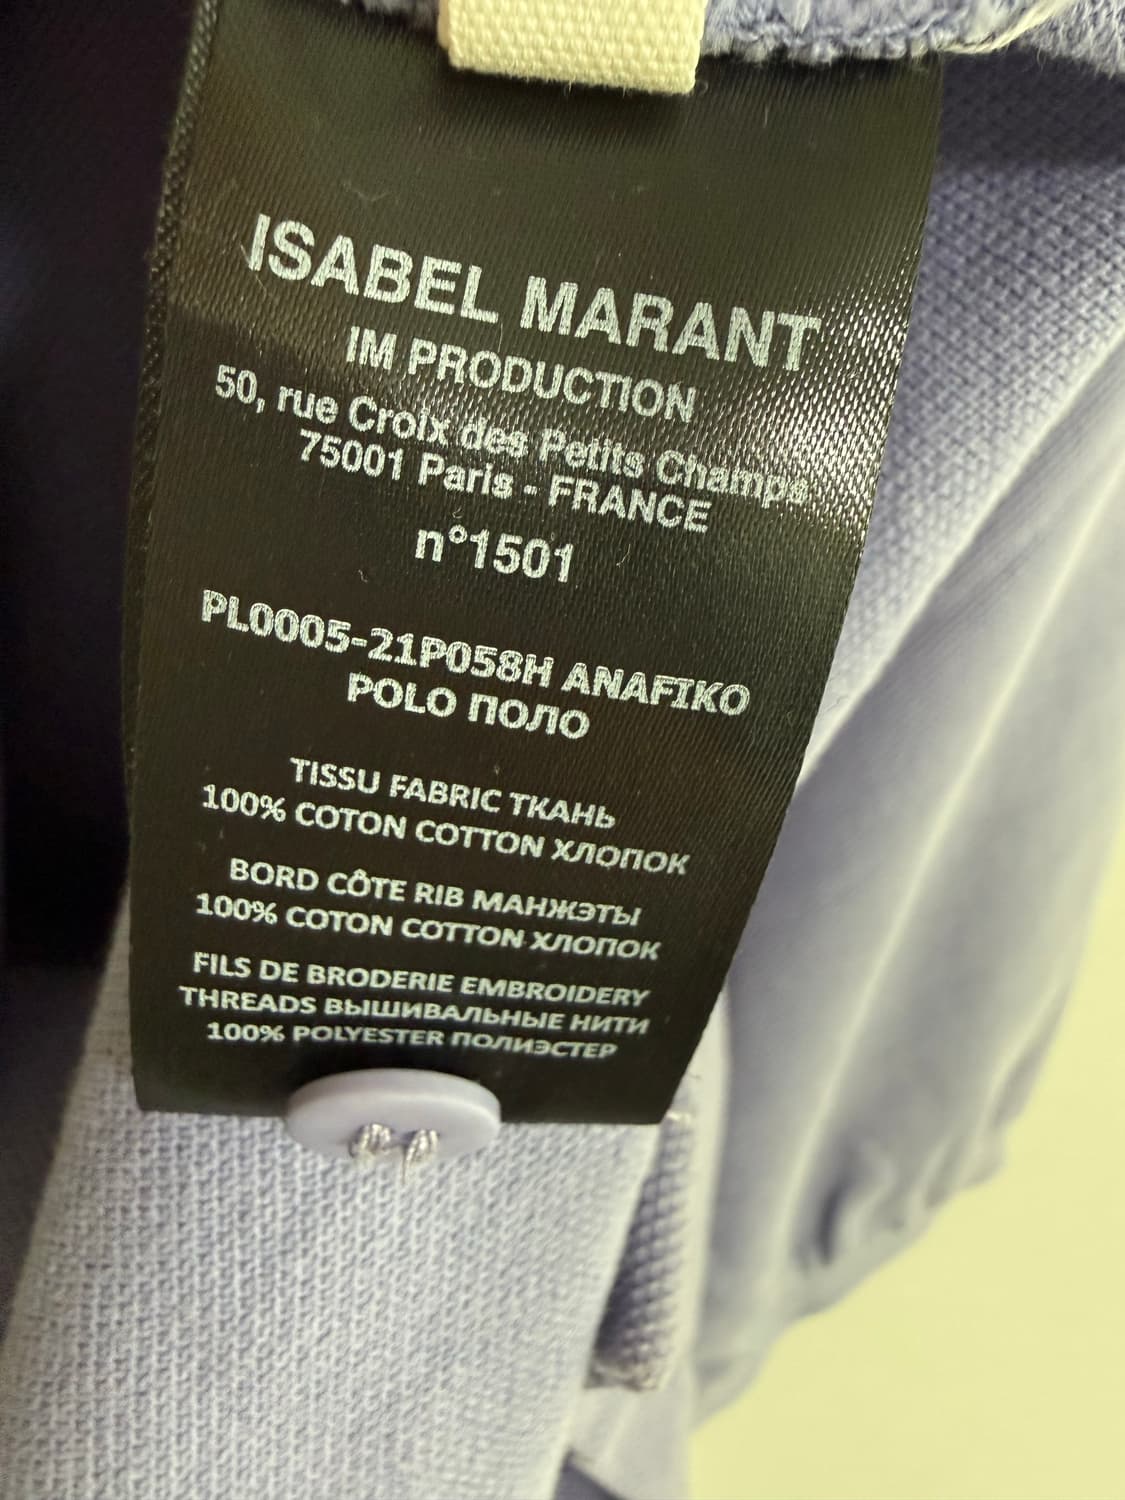 ISABEL MARANT
IM PRODUCTION
50, rue Croix des Petits Champs
75001 Paris - FRANCE
n°1501
PL0005-21P058H ANAFIKO
POLO ПОЛО
TISSU FABRIC ТКАНЬ
100% COTON COTTON ХЛОПОК
BORD CÔTE RIB МАНЖЭТЫ
100% COTON COTTON ХЛОПОК
FILS DE BRODERIE EMBROIDERY
THREADS ВЫШИВАЛЬНЫЕ НИТИ
100% POLYESTER ПОЛИЭСТЕР